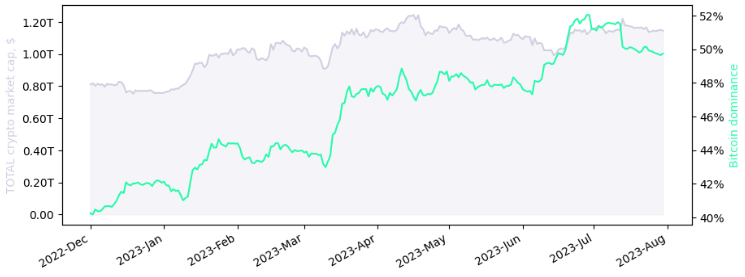 TOTAL crypto market cap, $
1.20T
1.00T
0.80T
0.60T
0.40T
0.20T
0.00
52%
50%
48%
46%
44%
42%
40%
Bitcoin dominance
2022-Dec
2023-Jan
2023-Feb
2023-Mar
2023-Apr
2023-May
2023-Jun
2023-Jul
2023-Aug